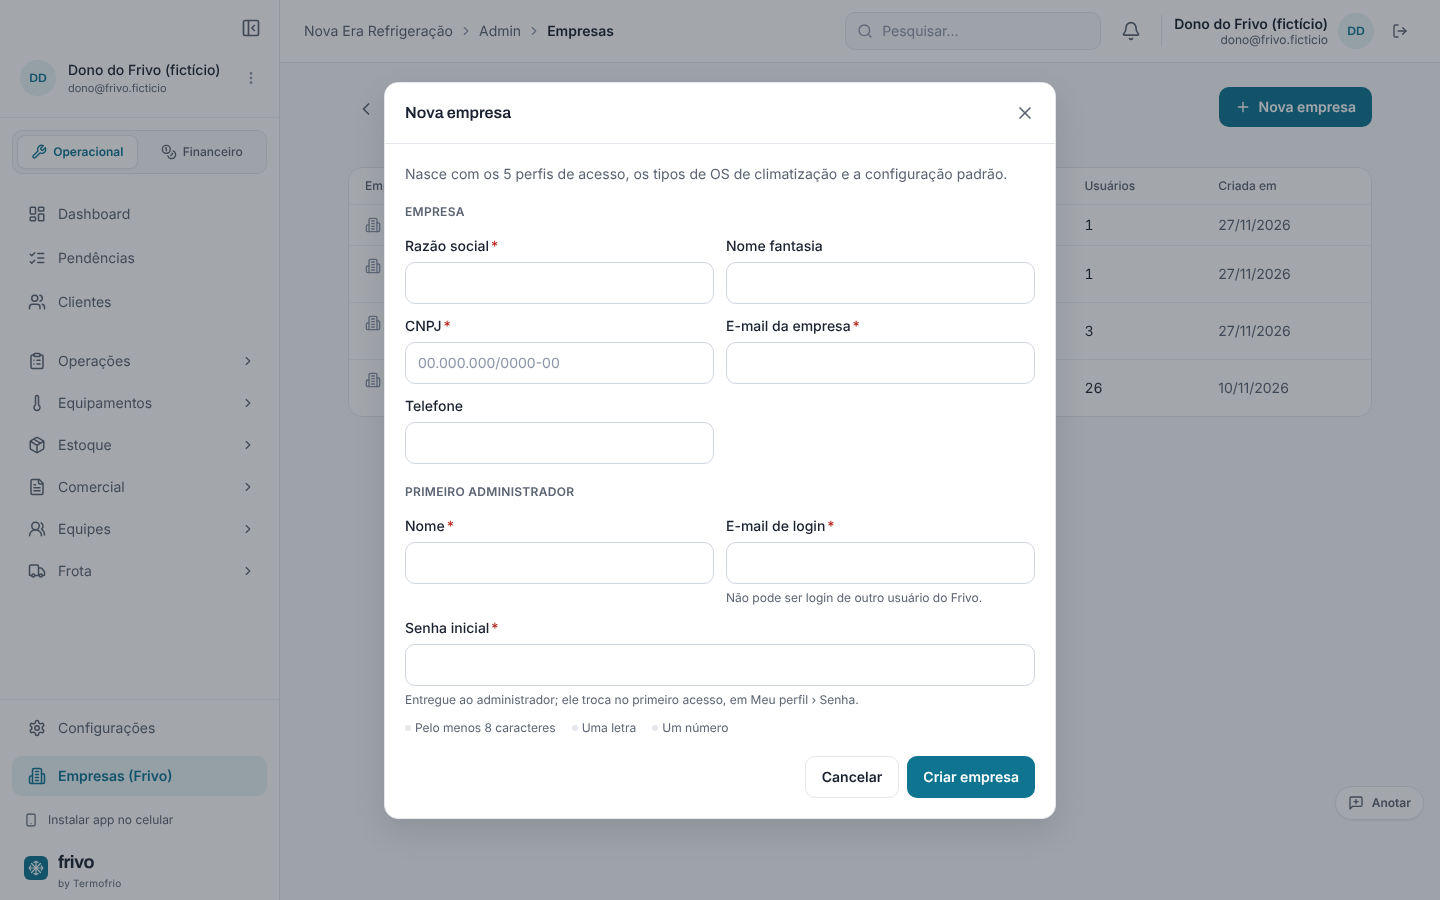 Nova Era Refrigeração > Admin > Empresas
Pesquisar...
Dono do Frivo (fictício)
dono@frivo.ficticio
DD
DD
Dono do Frivo (fictício)
dono@frivo.ficticio
Operacional
Financeiro
Dashboard
Pendências
Clientes
Operações
Equipamentos
Estoque
Comercial
Equipes
Frota
Configurações
Empresas (Frivo)
Instalar app no celular
frivo
by Termofrio
Nova empresa
Em
Usuários
Criada em
1
27/11/2026
1
27/11/2026
3
27/11/2026
26
10/11/2026
Nova empresa
Nasce com os 5 perfis de acesso, os tipos de OS de climatização e a configuração padrão.
EMPRESA
Razão social*
Nome fantasia
CNPJ*
E-mail da empresa*
00.000.000/0000-00
Telefone
PRIMEIRO ADMINISTRADOR
Nome*
E-mail de login*
Não pode ser login de outro usuário do Frivo.
Senha inicial*
Entregue ao administrador; ele troca no primeiro acesso, em Meu perfil › Senha.
Pelo menos 8 caracteres
Uma letra
Um número
Cancelar
Criar empresa
Anotar